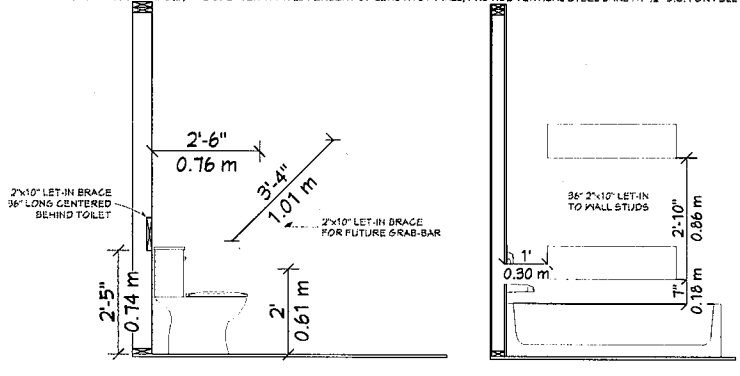 2'-6"
0.76 m
3'-4"
1.01 m
2"x10" LET-IN BRACE
36" LONG CENTERED
BEHIND TOILET
2"x10" LET-IN BRACE
FOR FUTURE GRAB-BAR
2'-5"
0.74 m
2'
0.61 m
36" 2"x10" LET-IN
TO WALL STUDS
2'-10"
0.86 m
1'
0.30 m
7"
0.18 m